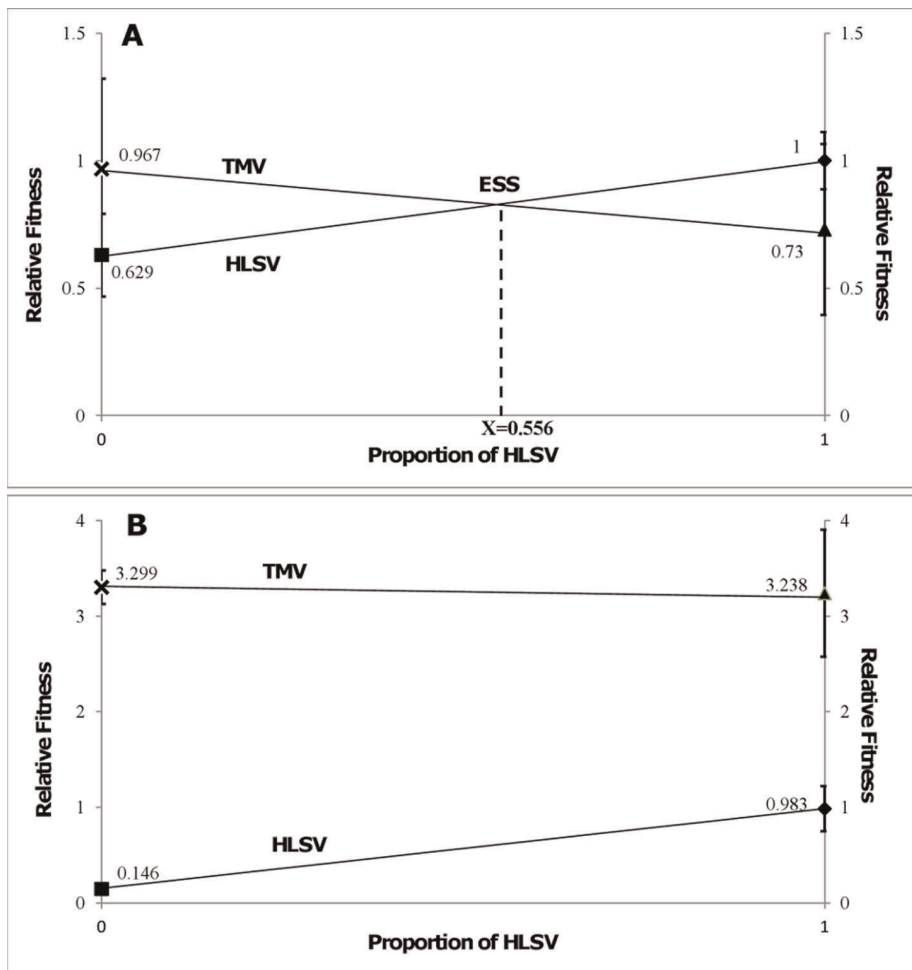 A
1.5
1.5
0.967
TMV
ESS
1
1
1
Relative Fitness
Relative Fitness
HLSV
0.629
0.73
0.5
0.5
0
0
X=0.556
0
1
Proportion of HLSV
B
4
4
3.299
TMV
3.238
3
3
Relative Fitness
Relative Fitness
2
2
1
0.983
1
HLSV
0.146
0
0
0
1
Proportion of HLSV